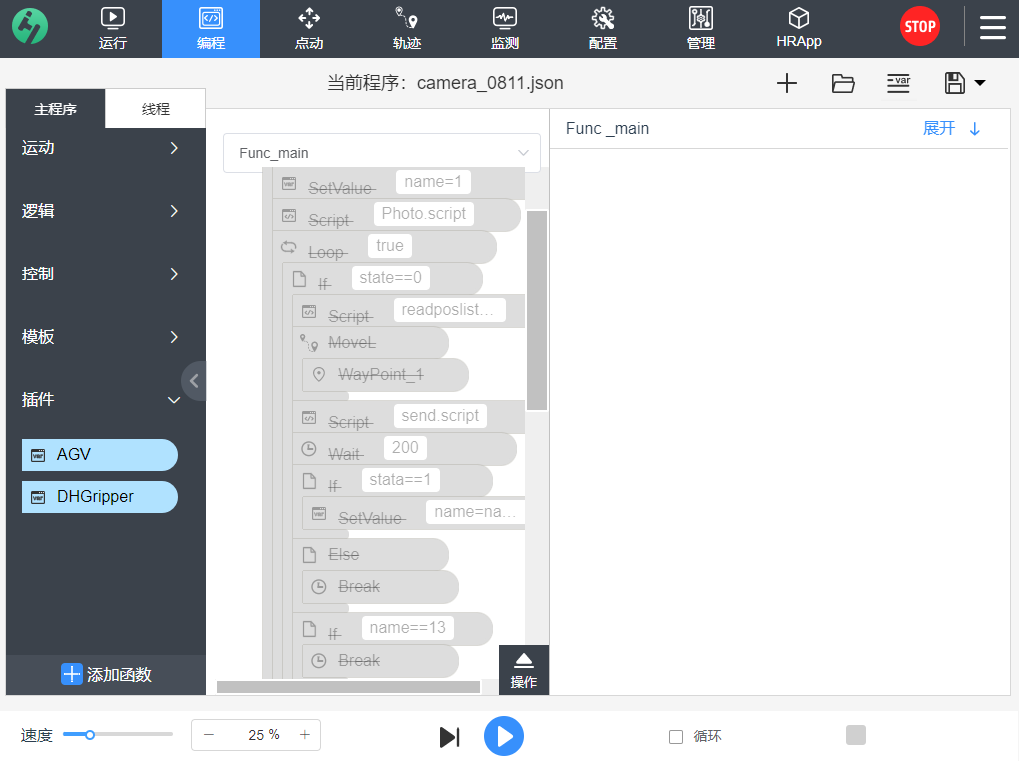 运行
编程
点动
轨迹
监测
配置
管理
HRApp
STOP
当前程序：camera_0811.json
var
主程序
线程
运动
逻辑
控制
模板
插件
AGV
DHGripper
添加函数
Func_main
SetValue name=1
Script Photo.script
Loop true
If state==0
Script readposlist…
MoveL
WayPoint_1
Script send.script
Wait 200
If stata==1
SetValue name=na…
Else
Break
If name==13
Break
操作
Func _main
展开 ↓
速度
− 25 % +
循环